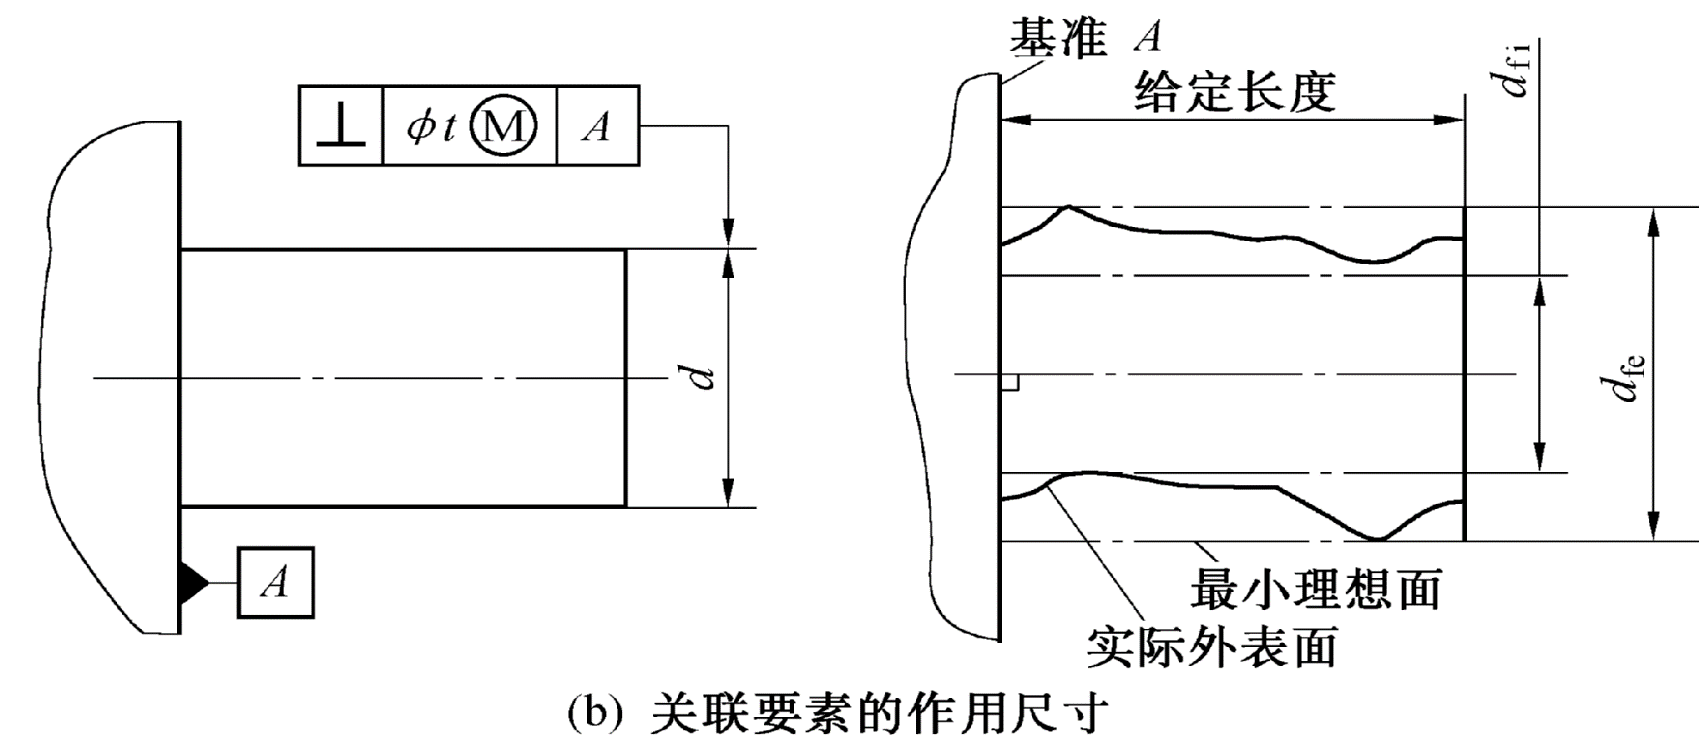 ⊥ ϕt Ⓜ A
d
A
基准 A
给定长度
dfi
dfe
最小理想面
实际外表面
(b) 关联要素的作用尺寸